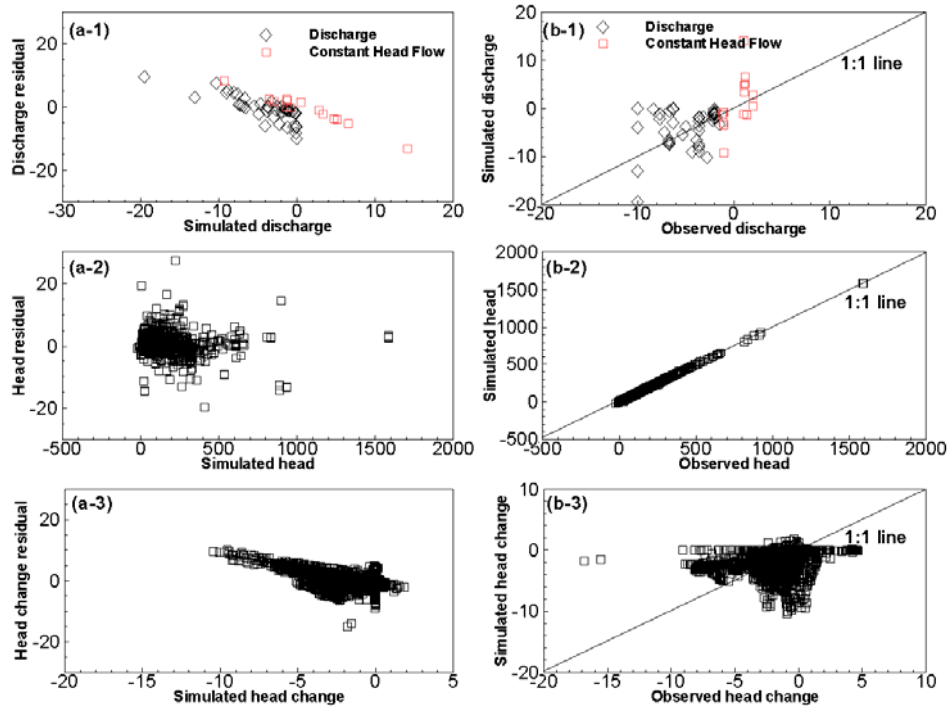 (a-1)
Discharge
Constant Head Flow
Discharge residual
20
0
-20
-30
-20
-10
0
10
20
Simulated discharge
(b-1)
Discharge
Constant Head Flow
1:1 line
Simulated discharge
20
10
0
-10
-20
-20
-10
0
10
20
Observed discharge
(a-2)
Head residual
20
0
-20
-500
0
500
1000
1500
2000
Simulated head
(b-2)
1:1 line
Simulated head
2000
1500
1000
500
0
-500
-500
0
500
1000
1500
2000
Observed head
(a-3)
Head change residual
20
0
-20
-20
-15
-10
-5
0
5
Simulated head change
(b-3)
1:1 line
Simulated head change
10
0
-10
-20
-20
-15
-10
-5
0
5
10
Observed head change